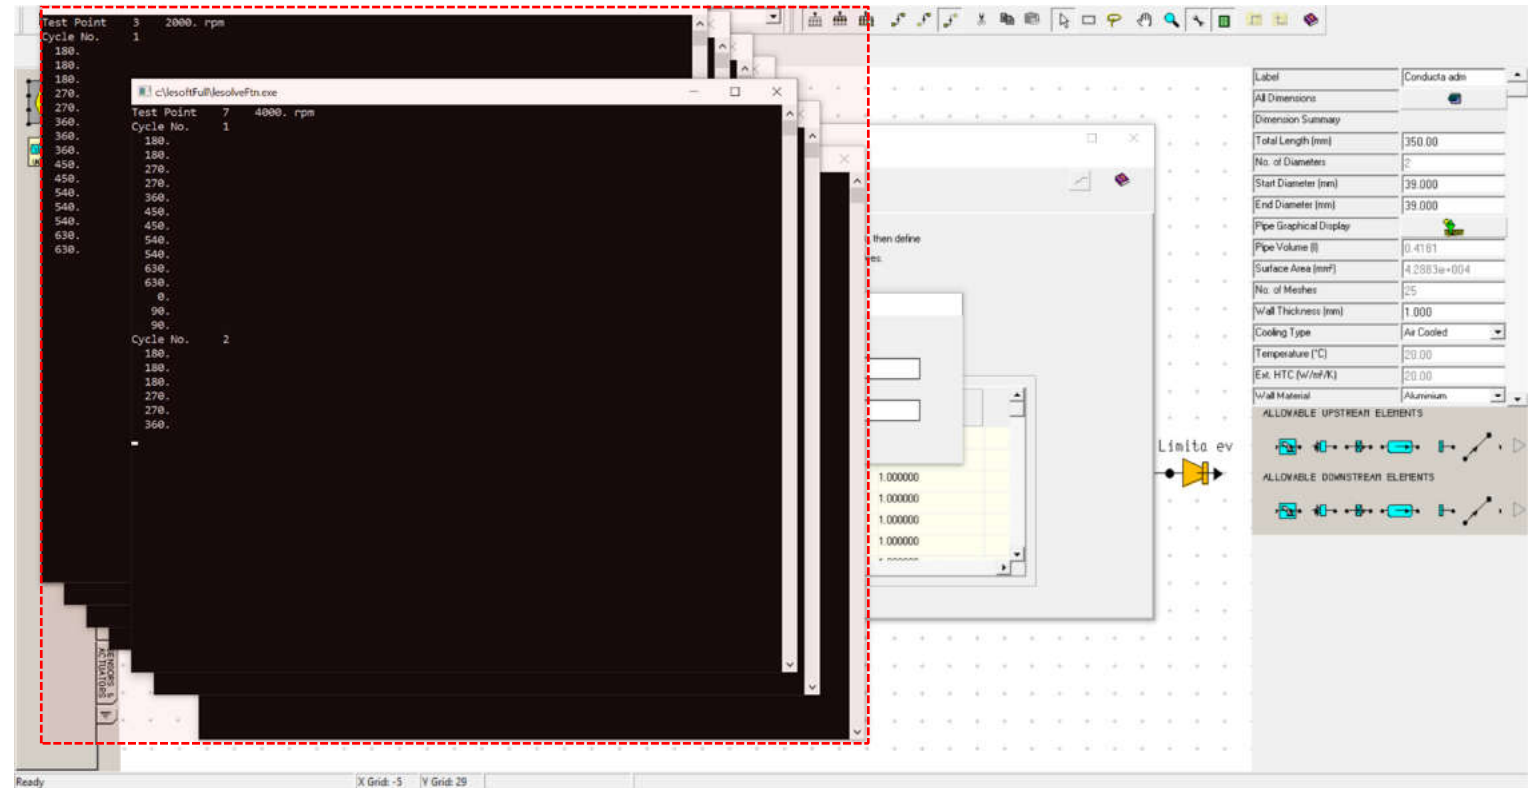 Test Point 3 2000. rpm
Cycle No. 1
180.
180.
180.
270.
270.
360.
360.
360.
450.
450.
540.
540.
540.
630.
630.
c:\lesoftFull\lesolveFtn.exe
Test Point 7 4000. rpm
Cycle No. 1
180.
180.
270.
270.
360.
450.
450.
540.
540.
630.
630.
0.
90.
90.
Cycle No. 2
180.
180.
180.
270.
270.
360.
then define
1.000000
1.000000
1.000000
1.000000
Limita ev
Label Conducta adm
All Dimensions
Dimension Summary
Total Length (mm) 350.00
No. of Diameters 2
Start Diameter (mm) 39.000
End Diameter (mm) 39.000
Pipe Graphical Display
Pipe Volume (l) 0.4181
Surface Area (mm²) 4.2883e+004
No. of Meshes 25
Wall Thickness (mm) 1.000
Cooling Type Air Cooled
Temperature (°C) 20.00
Ext. HTC (W/m²/K) 20.00
Wall Material Aluminium
ALLOWABLE UPSTREAM ELEMENTS
ALLOWABLE DOWNSTREAM ELEMENTS
ACTUATORS
Ready X Grid: -5 Y Grid: 29